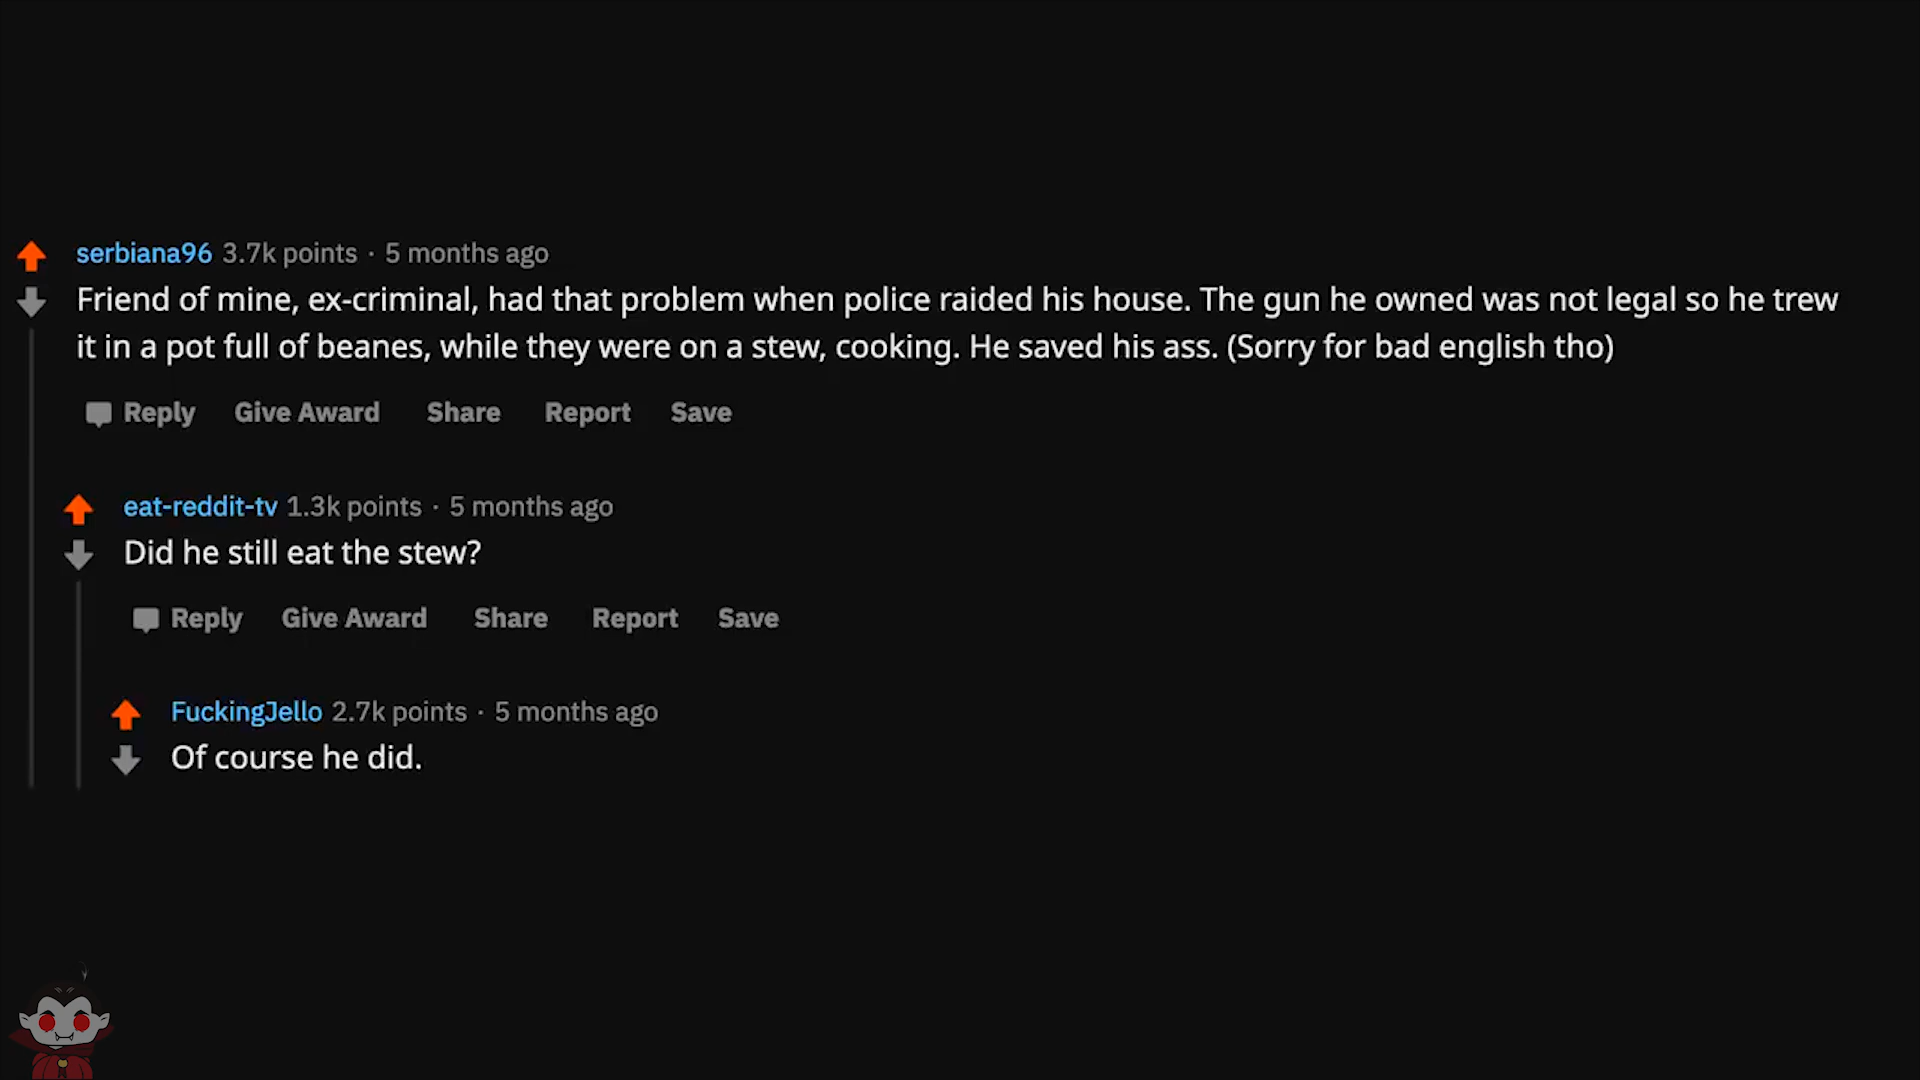 serbiana96 3.7k points · 5 months ago
Friend of mine, ex-criminal, had that problem when police raided his house. The gun he owned was not legal so he trew
it in a pot full of beanes, while they were on a stew, cooking. He saved his ass. (Sorry for bad english tho)
Reply Give Award Share Report Save
eat-reddit-tv 1.3k points · 5 months ago
Did he still eat the stew?
Reply Give Award Share Report Save
FuckingJello 2.7k points · 5 months ago
Of course he did.